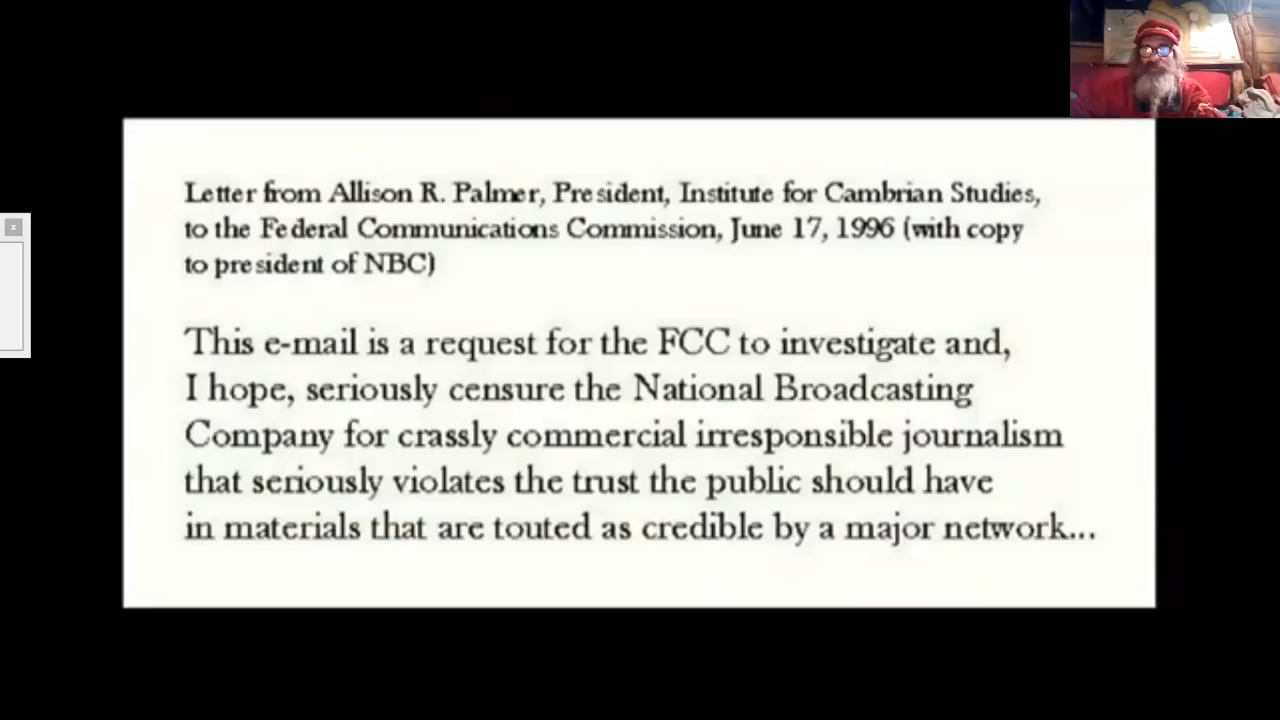 Letter from Allison R. Palmer, President, Institute for Cambrian Studies,
to the Federal Communications Commission, June 17, 1996 (with copy
to president of NBC)
This e-mail is a request for the FCC to investigate and,
I hope, seriously censure the National Broadcasting
Company for crassly commercial irresponsible journalism
that seriously violates the trust the public should have
in materials that are touted as credible by a major network...
x